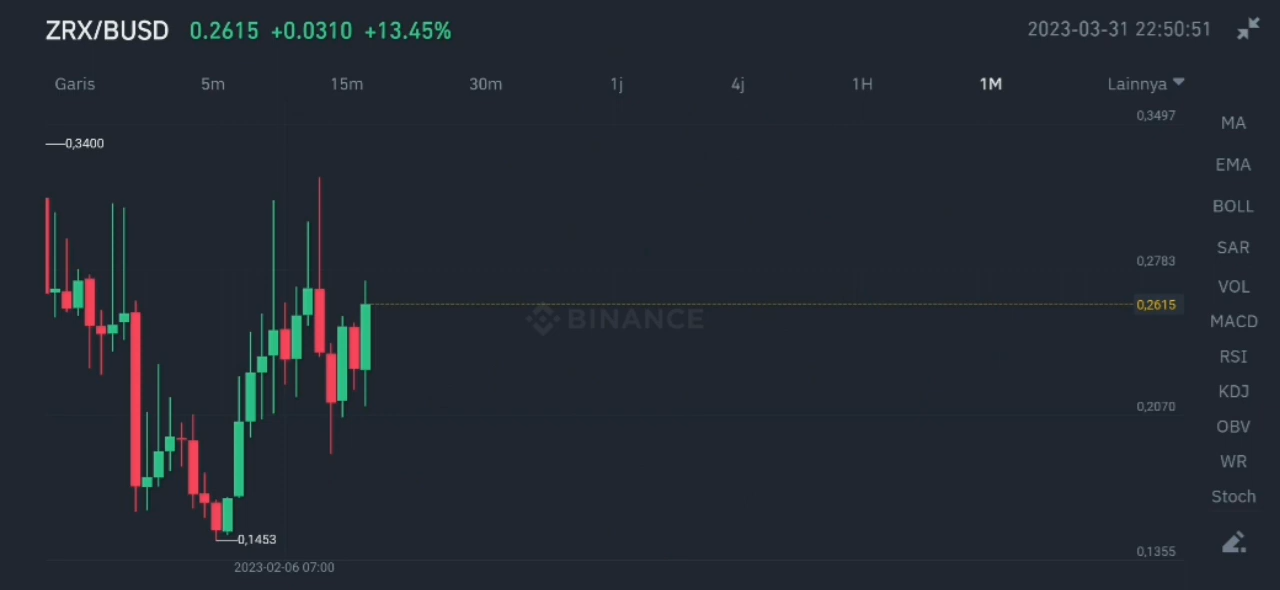 ZRX/BUSD 0.2615 +0.0310 +13.45% 2023-03-31 22:50:51
Garis 5m 15m 30m 1j 4j 1H 1M Lainnya
0,3497
MA
0,3400
EMA
BOLL
SAR
0,2783
VOL
0,2615
BINANCE
MACD
RSI
KDJ
0,2070
OBV
WR
Stoch
0,1453
0,1355
2023-02-06 07:00